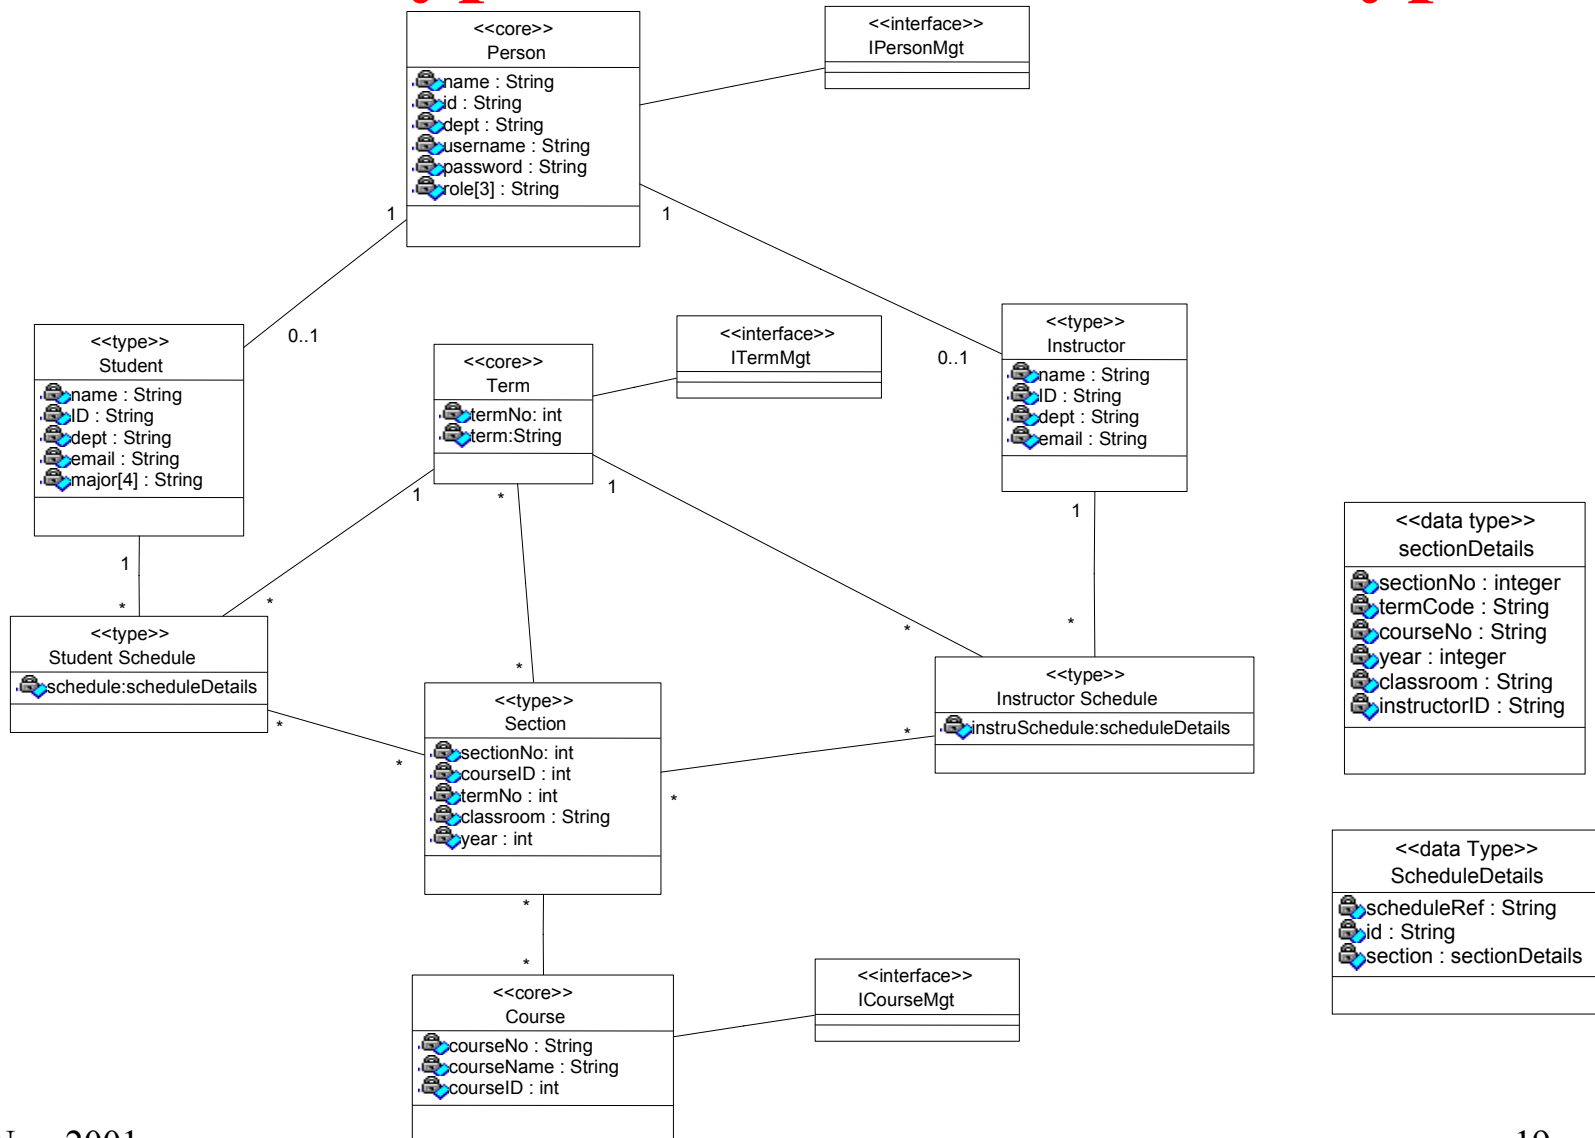 <<core>>
Person
name : String
id : String
dept : String
username : String
password : String
role[3] : String
<<interface>>
IPersonMgt
1
1
0..1
0..1
<<type>>
Student
name : String
ID : String
dept : String
email : String
major[4] : String
<<core>>
Term
termNo: int
term:String
<<interface>>
ITermMgt
<<type>>
Instructor
name : String
ID : String
dept : String
email : String
1
*
1
1
1
*
*
*
*
*
<<data type>>
sectionDetails
sectionNo : integer
termCode : String
courseNo : String
year : integer
classroom : String
instructorID : String
<<type>>
Student Schedule
schedule:scheduleDetails
<<type>>
Section
sectionNo: int
courseID : int
termNo : int
classroom : String
year : int
<<type>>
Instructor Schedule
instruSchedule:scheduleDetails
*
*
*
*
*
*
<<data Type>>
ScheduleDetails
scheduleRef : String
id : String
section : sectionDetails
<<core>>
Course
courseNo : String
courseName : String
courseID : int
<<interface>>
ICourseMgt
2001
19